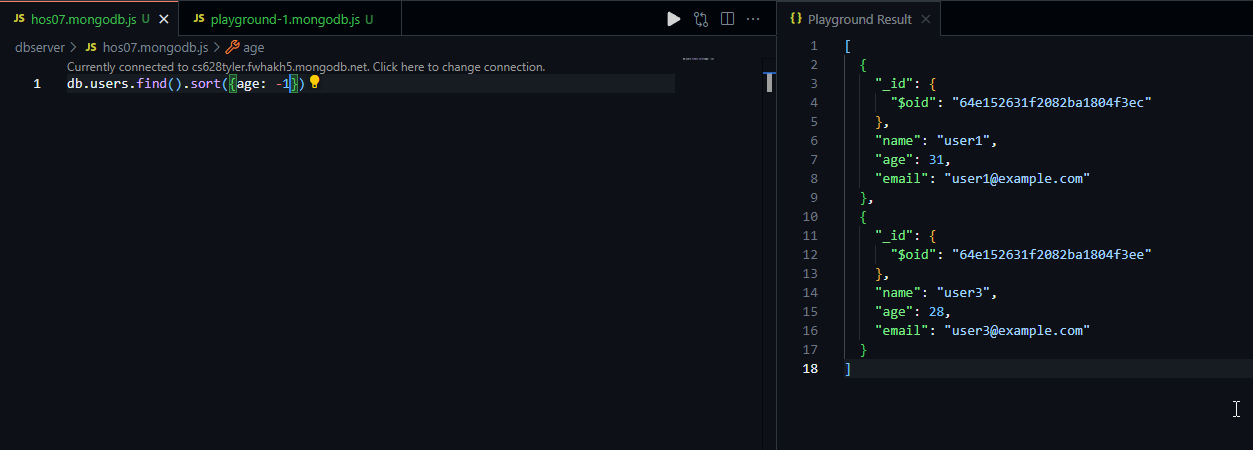 JS hos07.mongodb.js U
JS playground-1.mongodb.js U
dbserver > JS hos07.mongodb.js > age
Currently connected to cs628tyler.fwhakh5.mongodb.net. Click here to change connection.
1 db.users.find().sort({age: -1})
{} Playground Result
1 [
2 {
3 "_id": {
4 "$oid": "64e152631f2082ba1804f3ec"
5 },
6 "name": "user1",
7 "age": 31,
8 "email": "user1@example.com"
9 },
10 {
11 "_id": {
12 "$oid": "64e152631f2082ba1804f3ee"
13 },
14 "name": "user3",
15 "age": 28,
16 "email": "user3@example.com"
17 }
18 ]